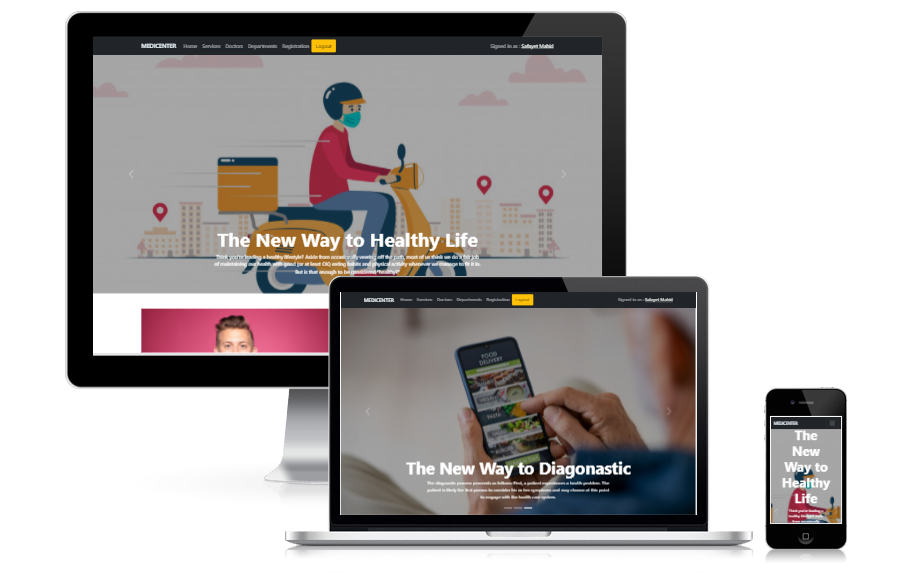 MEDICENTER Home Services Doctors Departments Registration Logout Signed in as : Safayet Mahid
The New Way to Healthy Life
Think you're leading a healthy lifestyle? Aside from occasionally veering off the path, most of us think we do a fair job
of maintaining our health with good (or at least OK) eating habits and physical activity whenever we manage to fit it in.
But is that enough to be considered "healthy?"
MEDICENTER Home Services Doctors Departments Registration Logout Signed in as : Safayet Mahid
FOOD
DELIVERY
The New Way to Diagonastic
The diagnostic process proceeds as follows: First, a patient experiences a health problem. The
patient is likely the first person to consider his or her symptoms and may choose at this point
to engage with the health care system.
MEDICENTER
The
New
Way to
Healthy
Life
Think you're leading a
healthy lifestyle? Aside
from occasionally